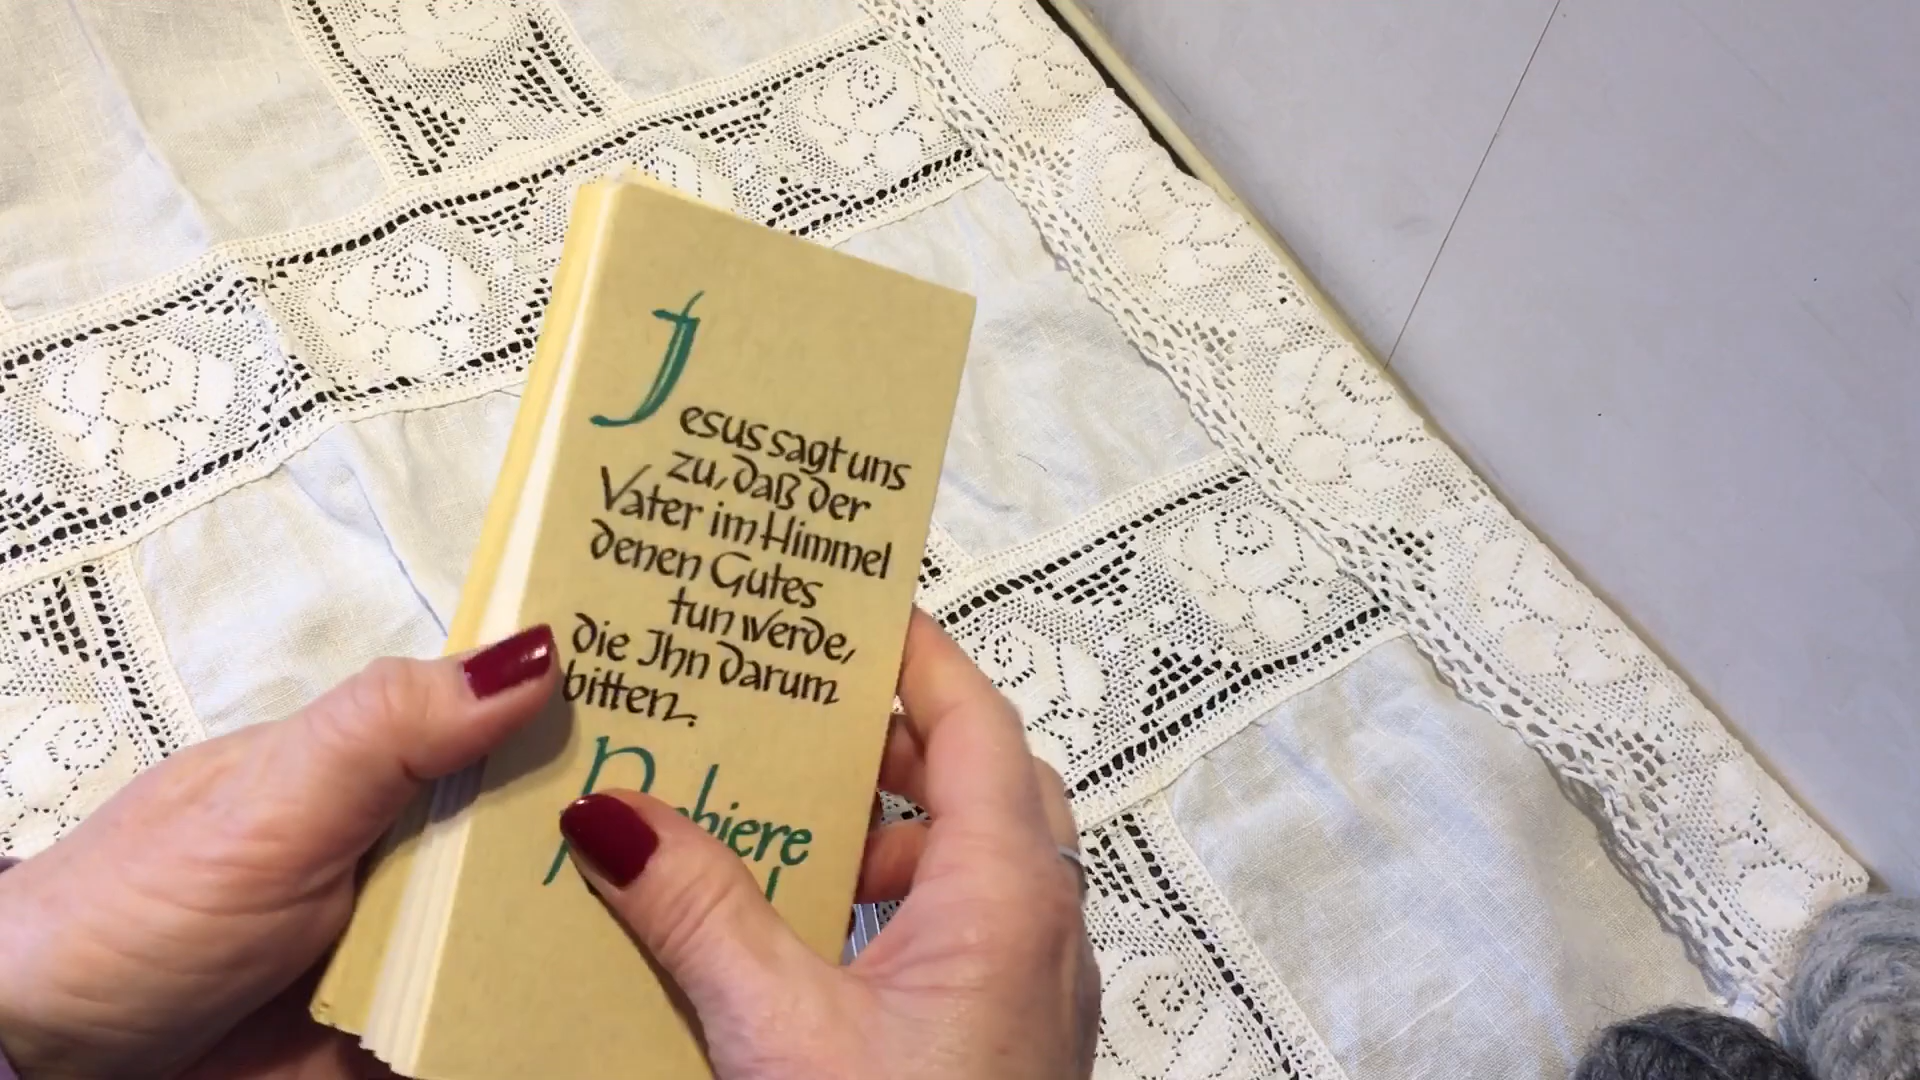 Jesus sagt uns
zu, daß der
Vater im Himmel
denen Gutes
tun werde,
die Ihn darum
bitten.